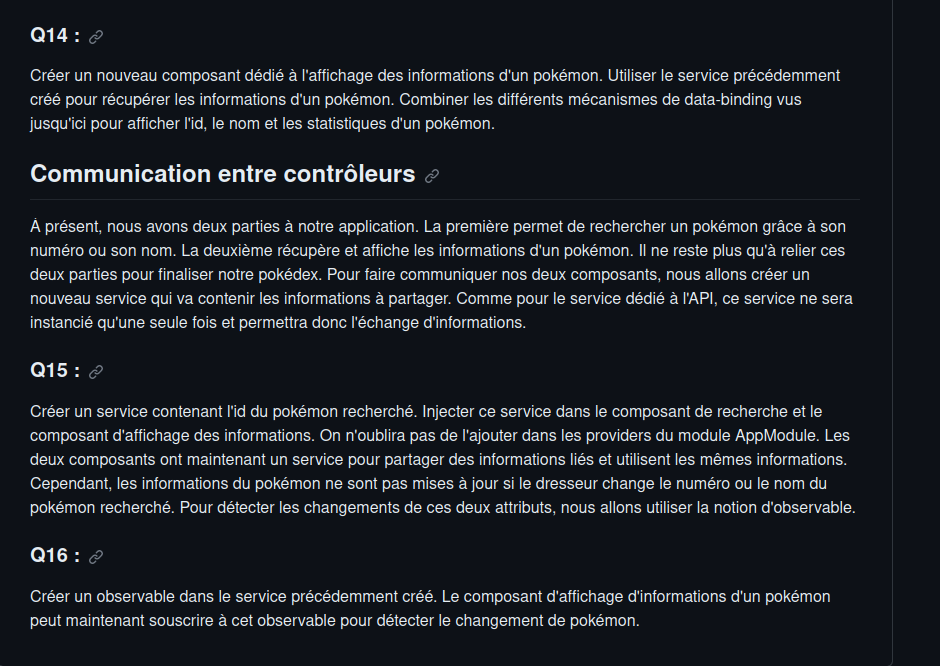 Q14 :
Créer un nouveau composant dédié à l'affichage des informations d'un pokémon. Utiliser le service précédemment
créé pour récupérer les informations d'un pokémon. Combiner les différents mécanismes de data-binding vus
jusqu'ici pour afficher l'id, le nom et les statistiques d'un pokémon.
Communication entre contrôleurs
À présent, nous avons deux parties à notre application. La première permet de rechercher un pokémon grâce à son
numéro ou son nom. La deuxième récupère et affiche les informations d'un pokémon. Il ne reste plus qu'à relier ces
deux parties pour finaliser notre pokédex. Pour faire communiquer nos deux composants, nous allons créer un
nouveau service qui va contenir les informations à partager. Comme pour le service dédié à l'API, ce service ne sera
instancié qu'une seule fois et permettra donc l'échange d'informations.
Q15 :
Créer un service contenant l'id du pokémon recherché. Injecter ce service dans le composant de recherche et le
composant d'affichage des informations. On n'oublira pas de l'ajouter dans les providers du module AppModule. Les
deux composants ont maintenant un service pour partager des informations liés et utilisent les mêmes informations.
Cependant, les informations du pokémon ne sont pas mises à jour si le dresseur change le numéro ou le nom du
pokémon recherché. Pour détecter les changements de ces deux attributs, nous allons utiliser la notion d'observable.
Q16 :
Créer un observable dans le service précédemment créé. Le composant d'affichage d'informations d'un pokémon
peut maintenant souscrire à cet observable pour détecter le changement de pokémon.